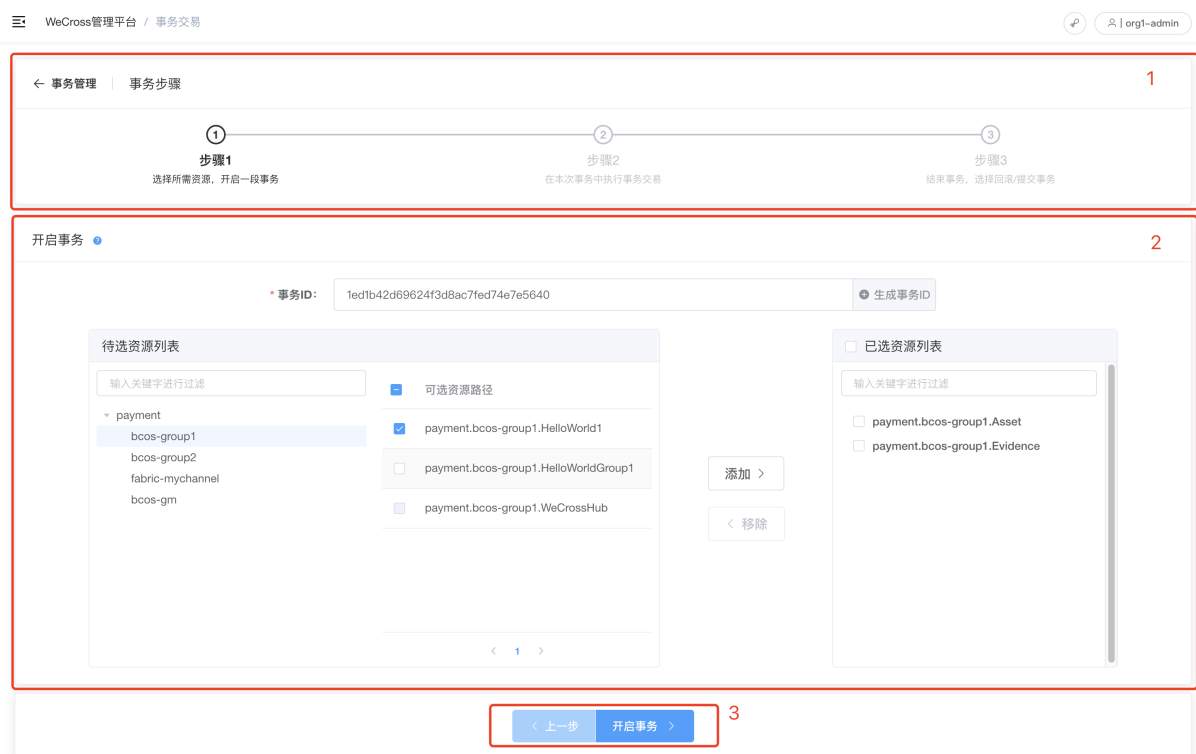 WeCross管理平台 / 事务交易
org1-admin
← 事务管理 事务步骤
1
1 2 3
步骤1 步骤2 步骤3
选择所需资源，开启一段事务 在本次事务中执行事务交易 结束事务，选择回滚/提交事务
开启事务 ?
2
* 事务ID： 1ed1b42d69624f3d8ac7fed74e7e5640 生成事务ID
待选资源列表
输入关键字进行过滤
payment
bcos-group1
bcos-group2
fabric-mychannel
bcos-gm
可选资源路径
payment.bcos-group1.HelloWorld1
payment.bcos-group1.HelloWorldGroup1
payment.bcos-group1.WeCrossHub
< 1 >
添加 >
< 移除
已选资源列表
输入关键字进行过滤
payment.bcos-group1.Asset
payment.bcos-group1.Evidence
< 上一步 开启事务 >
3